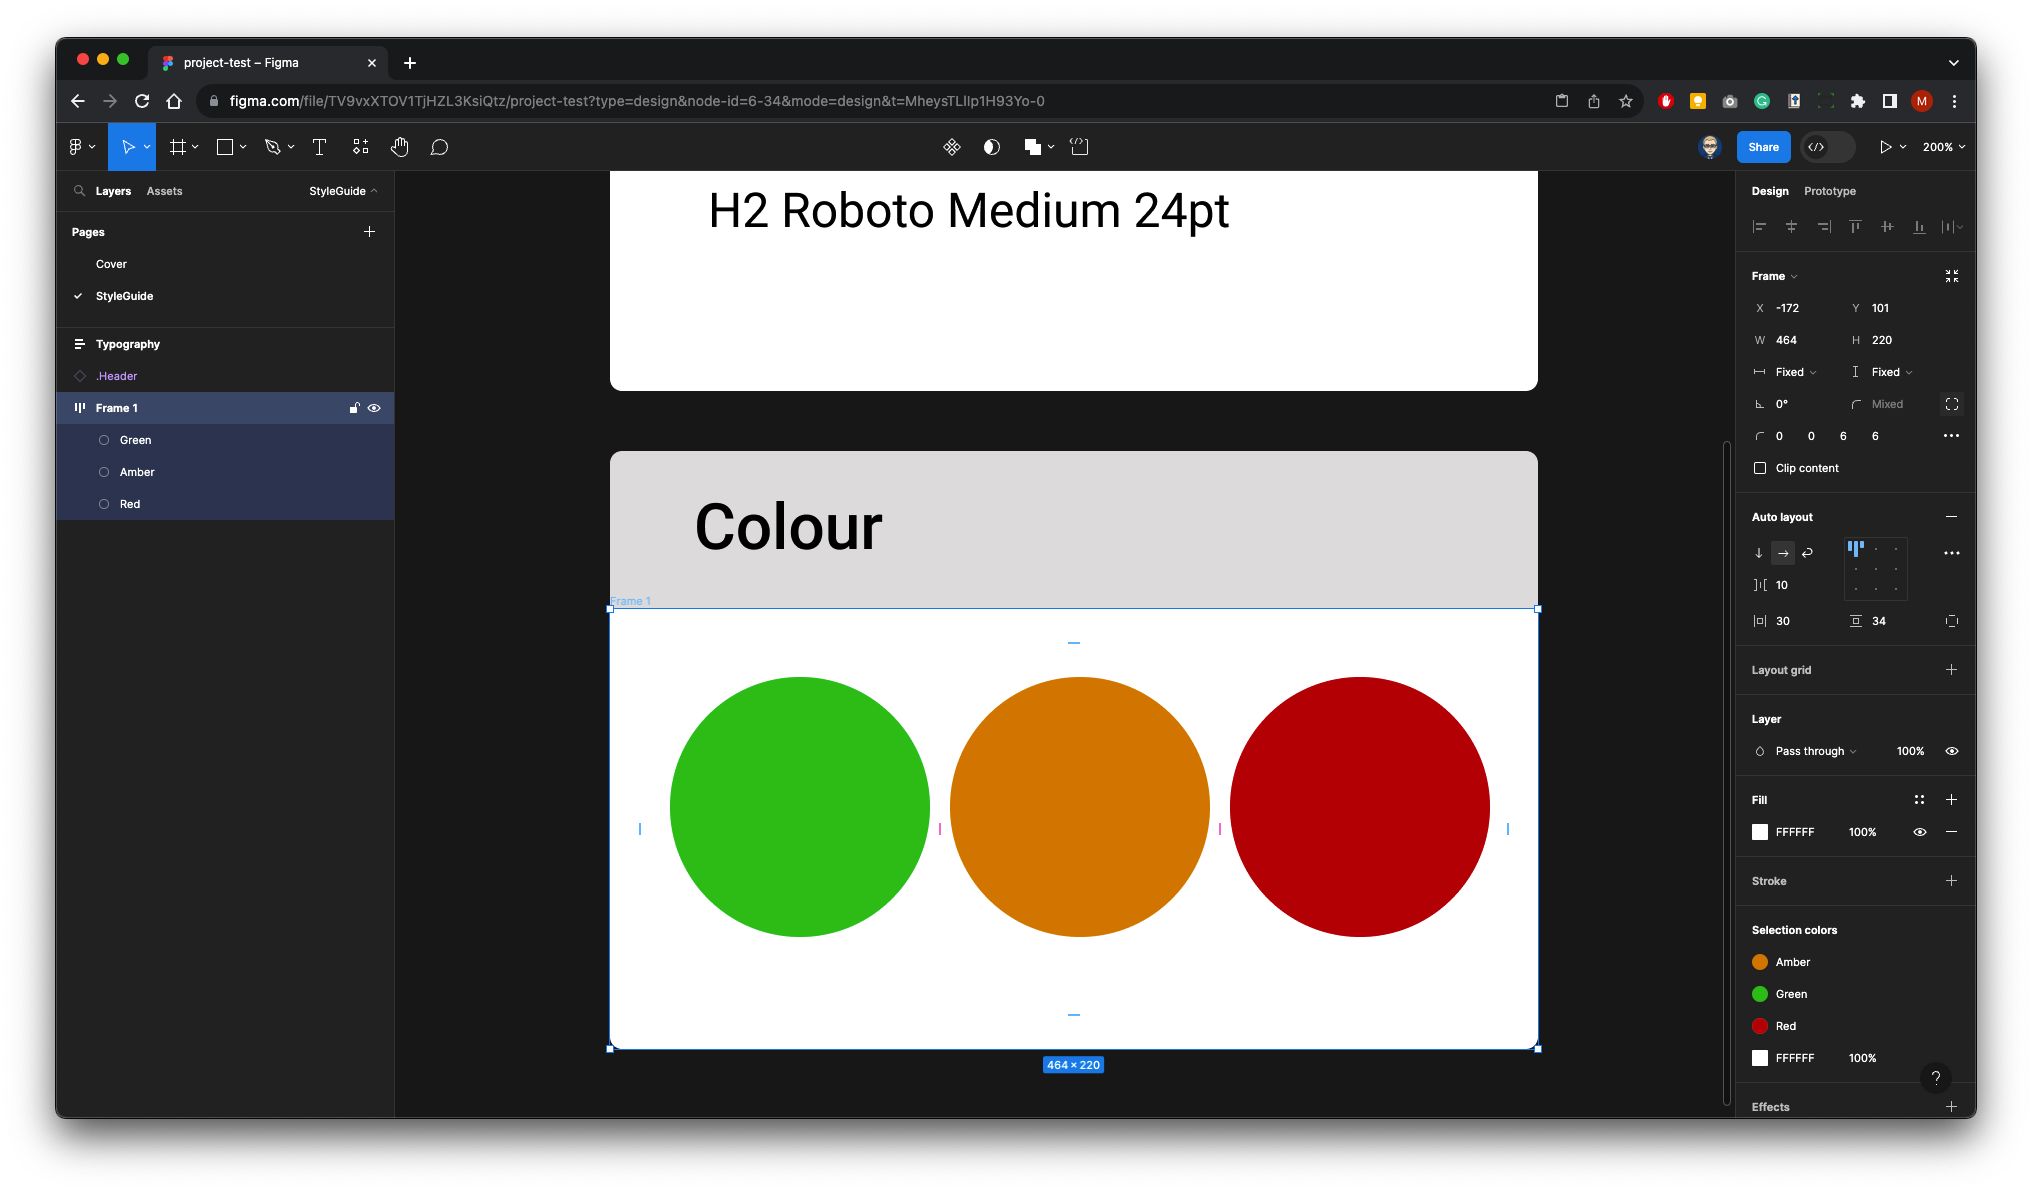 project-test – Figma
figma.com/file/TV9vxXTOV1TjHZL3KsiQtz/project-test?type=design&node-id=6-34&mode=design&t=MheysTLIlp1H93Yo-0
M
Share
200%
Layers
Assets
StyleGuide
Pages
Cover
StyleGuide
Typography
.Header
Frame 1
Green
Amber
Red
H2 Roboto Medium 24pt
Colour
Frame 1
464 × 220
Design
Prototype
Frame
X -172 Y 101
W 464 H 220
Fixed Fixed
0° Mixed
0 0 6 6
Clip content
Auto layout
10
30 34
Layout grid
Layer
Pass through 100%
Fill
FFFFFF 100%
Stroke
Selection colors
Amber
Green
Red
FFFFFF 100%
?
Effects